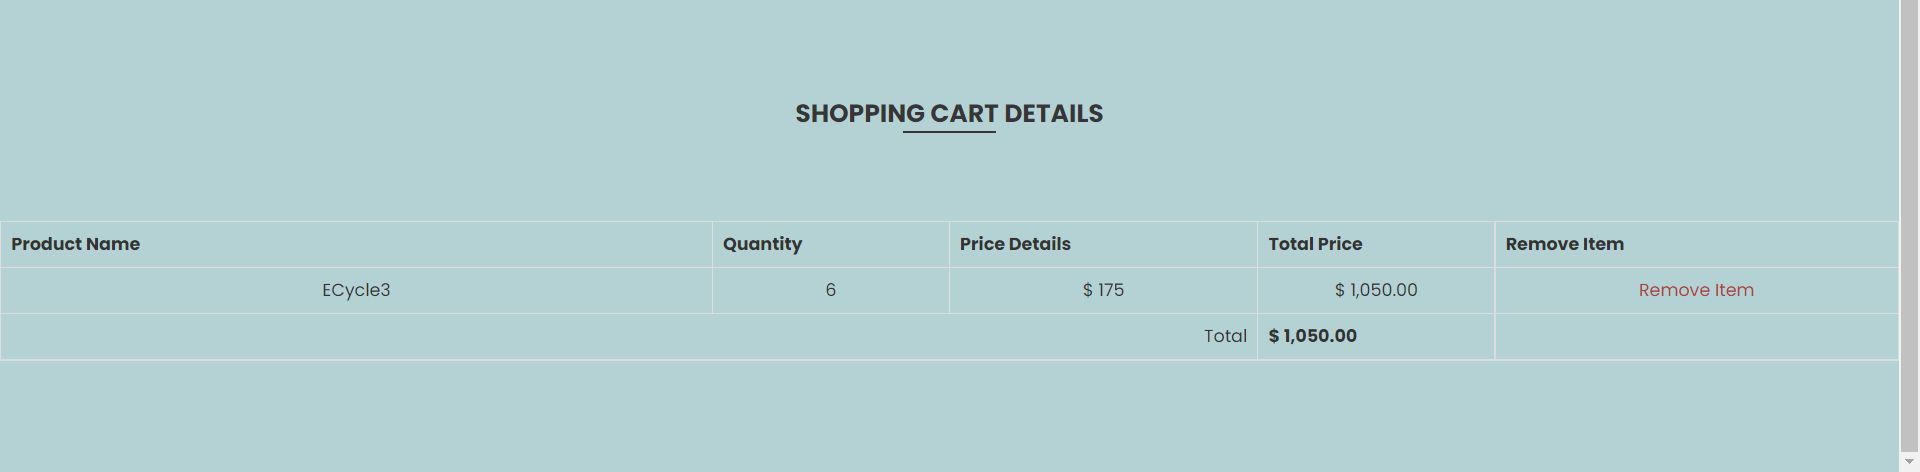 SHOPPING CART DETAILS
Product Name Quantity Price Details Total Price Remove Item
ECycle3 6 $ 175 $ 1,050.00 Remove Item
Total $ 1,050.00